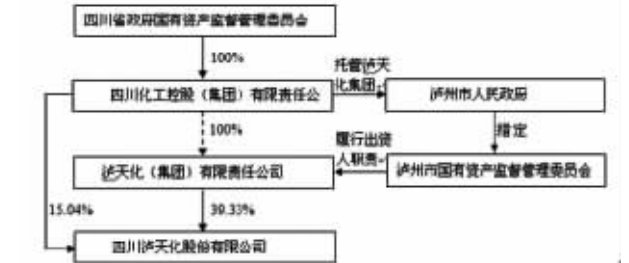 四川省政府国有资产监督管理委员会
100%
托管泸天
化集团
四川化工控股（集团）有限责任公
泸州市人民政府
100%
指定
履行出资
人职责
泸天化（集团）有限责任公司
泸州市国有资产监督管理委员会
15.04%
39.33%
四川泸天化股份有限公司